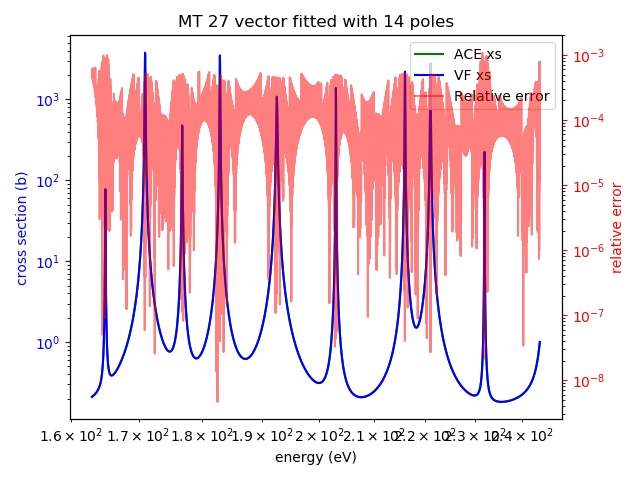 MT 27 vector fitted with 14 poles
ACE xs
VF xs
Relative error
cross section (b)
10³
10²
10¹
10⁰
relative error
10⁻³
10⁻⁴
10⁻⁵
10⁻⁶
10⁻⁷
10⁻⁸
1.6 × 10² 1.7 × 10² 1.8 × 10² 1.9 × 10² 2 × 10² 2.1 × 10² 2.2 × 10² 2.3 × 10² 2.4 × 10²
energy (eV)